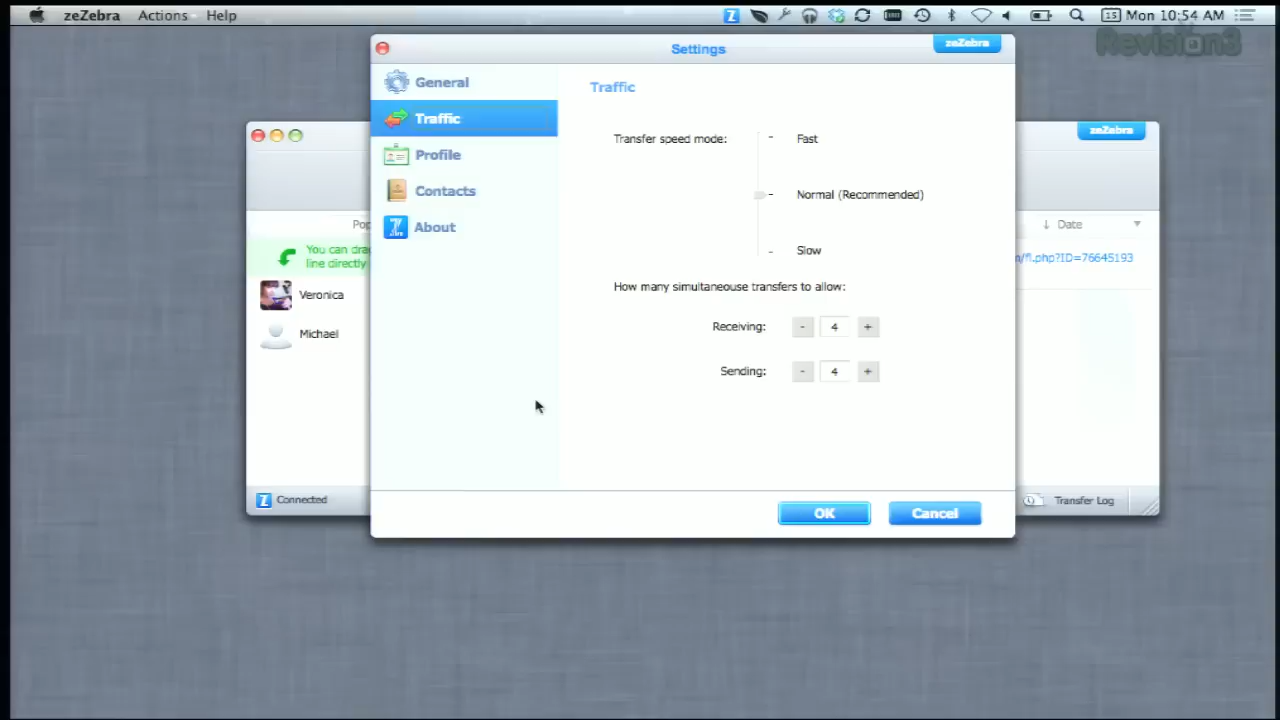 zeZebra Actions Help
15 Mon 10:54 AM
Revision3
Settings
zeZebra
General
Traffic
Profile
Contacts
About
Traffic
Transfer speed mode:
Fast
Normal (Recommended)
Slow
How many simultaneouse transfers to allow:
Receiving: - 4 +
Sending: - 4 +
OK Cancel
zeZebra
↓ Date
You can dra
line directly
m/fl.php?ID=76645193
Veronica
Michael
Z Connected
Transfer Log